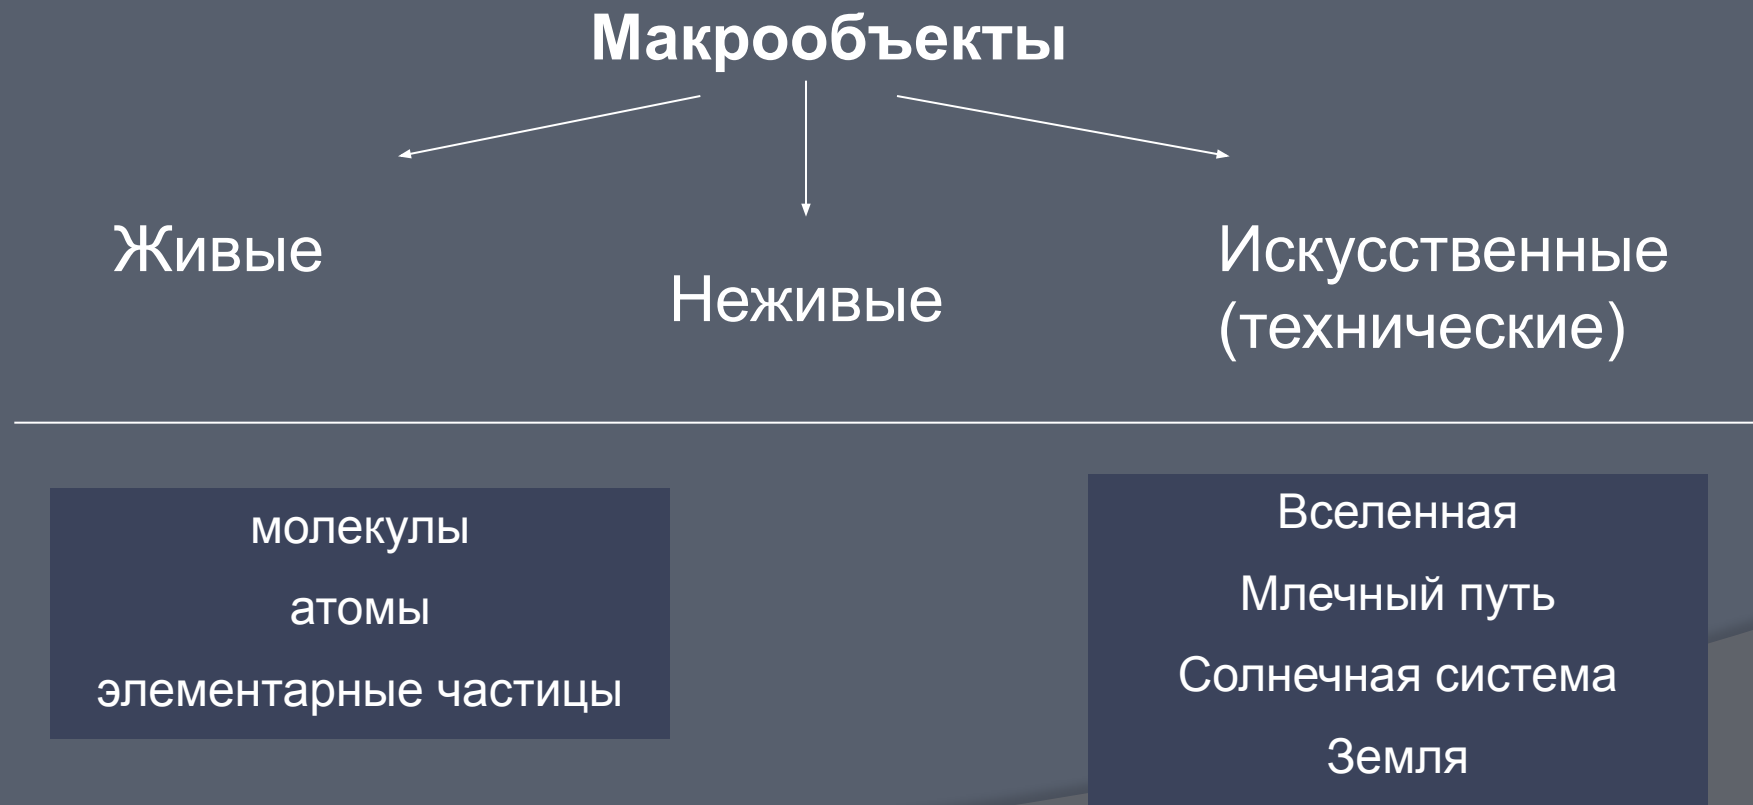 Макрообъекты
Живые
Неживые
Искусственные
(технические)
молекулы
атомы
элементарные частицы
Вселенная
Млечный путь
Солнечная система
Земля